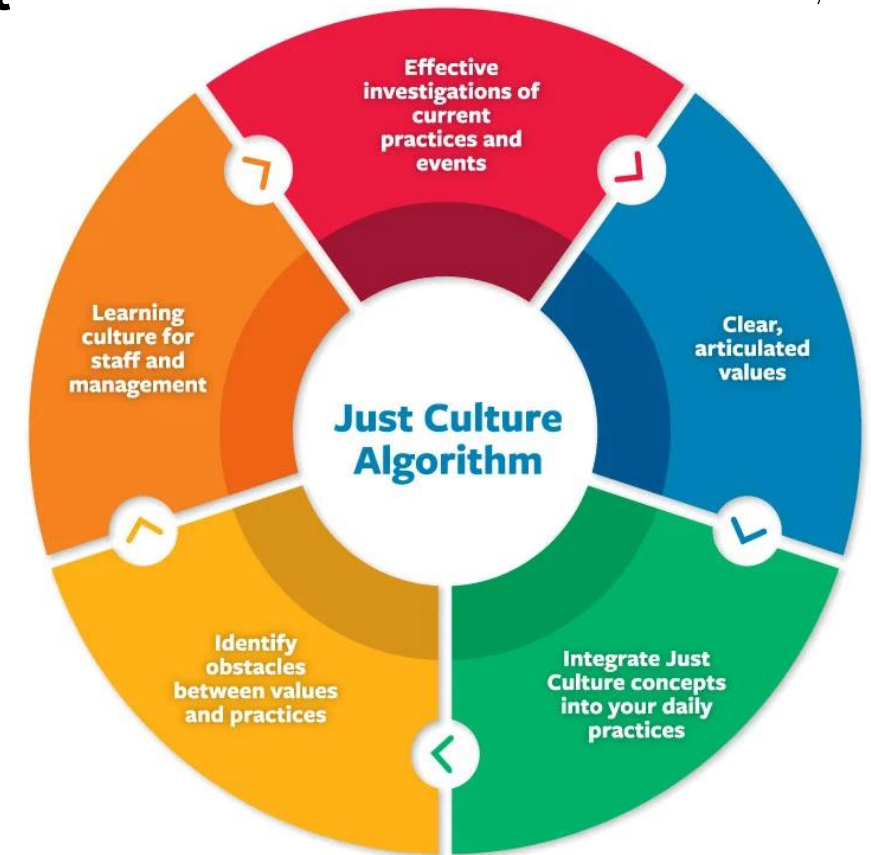 Effective
investigations of
current
practices and
events
Clear,
articulated
values
Learning
culture for
staff and
management
Just Culture
Algorithm
Identify
obstacles
between values
and practices
Integrate Just
Culture concepts
into your daily
practices